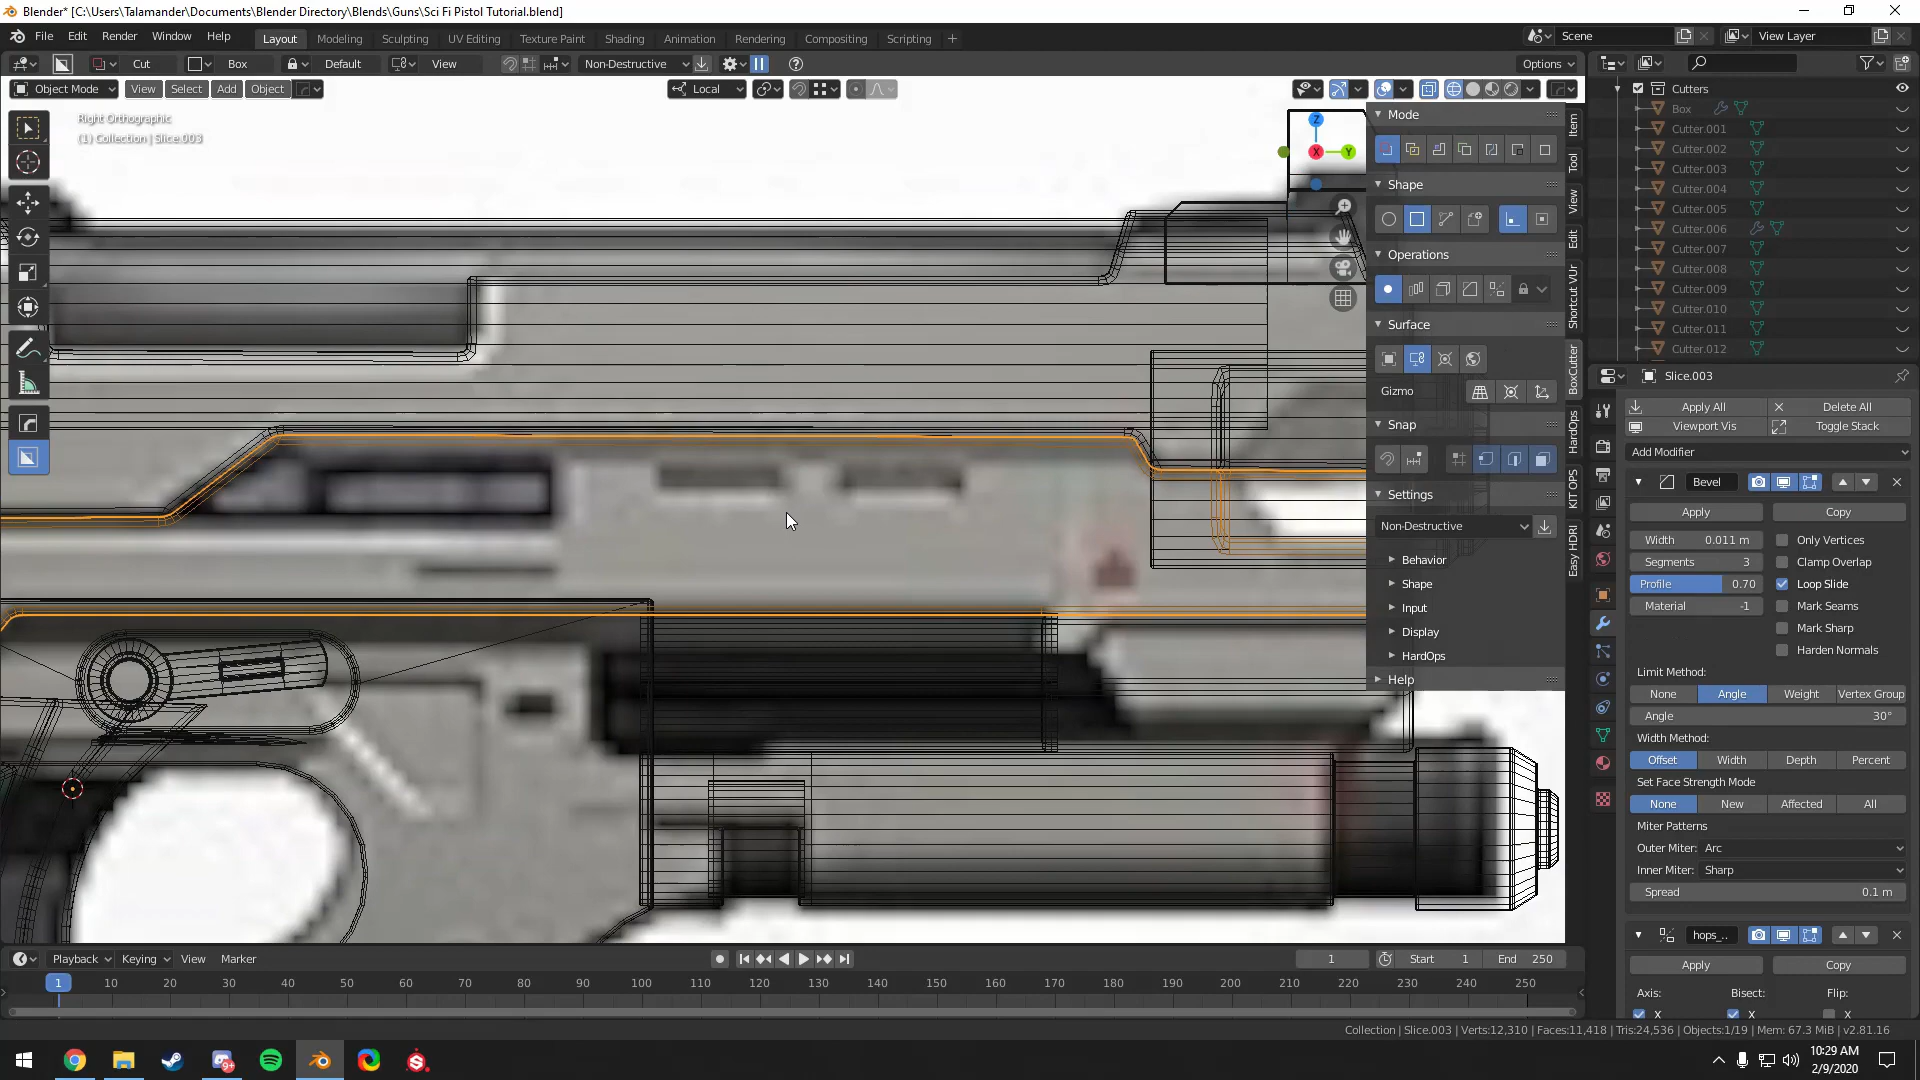 Blender* [C:\Users\Talamander\Documents\Blender Directory\Blends\Guns\Sci Fi Pistol Tutorial.blend]
File Edit Render Window Help Layout Modeling Sculpting UV Editing Texture Paint Shading Animation Rendering Compositing Scripting +
Scene View Layer
Cut Box Default View Non-Destructive Options
Object Mode View Select Add Object Local
Right Orthographic
(1) Collection | Slice.003
Z
X
Y
Mode
Shape
Operations
Surface
Gizmo
Snap
Settings
Non-Destructive
Behavior
Shape
Input
Display
HardOps
Help
Item
Tool
View
Edit
Shortcut VUr
BoxCutter
HardOps
KIT OPS
Easy HDRI
Cutters
Box
Cutter.001
Cutter.002
Cutter.003
Cutter.004
Cutter.005
Cutter.006
Cutter.007
Cutter.008
Cutter.009
Cutter.010
Cutter.011
Cutter.012
Slice.003
Apply All Delete All
Viewport Vis Toggle Stack
Add Modifier
Bevel
Apply Copy
Width 0.011 m Only Vertices
Segments 3 Clamp Overlap
Profile 0.70 Loop Slide
Material -1 Mark Seams
Mark Sharp
Harden Normals
Limit Method:
None Angle Weight Vertex Group
Angle 30°
Width Method:
Offset Width Depth Percent
Set Face Strength Mode
None New Affected All
Miter Patterns
Outer Miter: Arc
Inner Miter: Sharp
Spread 0.1 m
hops_..
Apply Copy
Axis: Bisect: Flip:
X X X
Playback Keying View Marker 1 Start 1 End 250
1 10 20 30 40 50 60 70 80 90 100 110 120 130 140 150 160 170 180 190 200 210 220 230 240 250
Collection | Slice.003 | Verts:12,310 | Faces:11,418 | Tris:24,536 | Objects:1/19 | Mem: 67.3 MiB | v2.81.16
9+
10:29 AM
2/9/2020